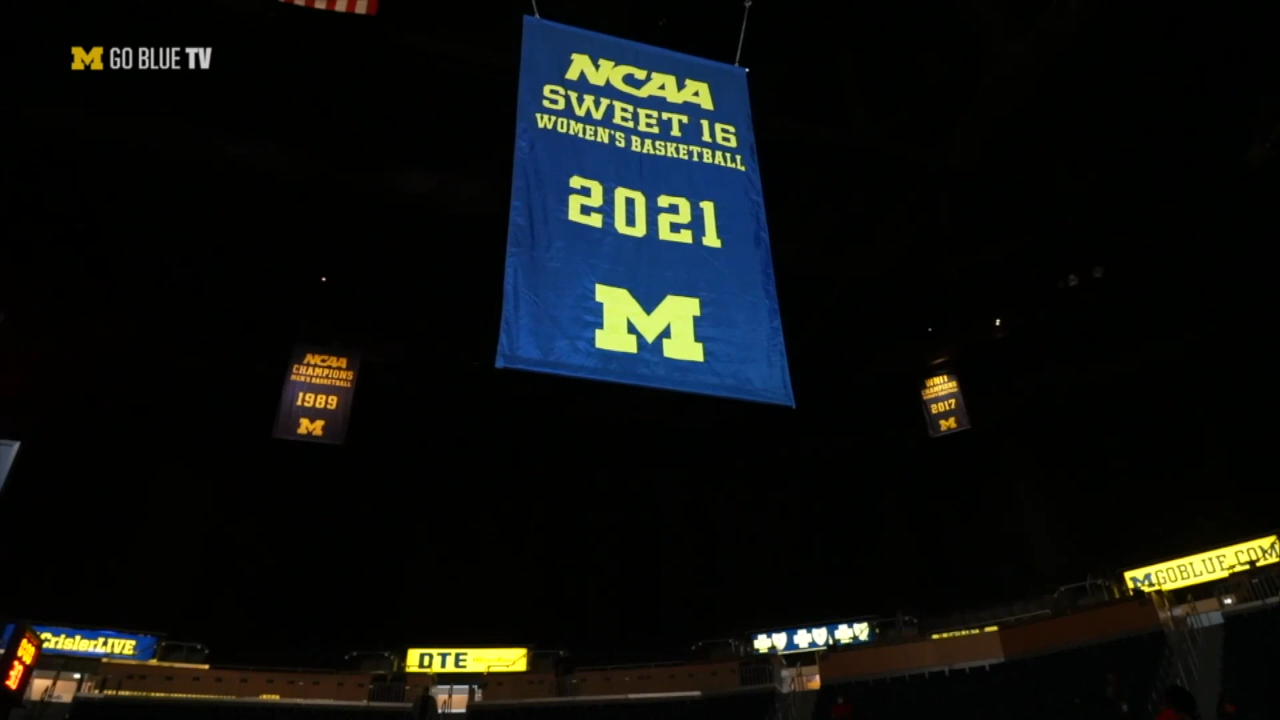 M GO BLUE TV
NCAA
SWEET 16
WOMEN'S BASKETBALL
2021
M
NCAA
CHAMPIONS
MEN'S BASKETBALL
1989
M
WNIT
CHAMPIONS
2017
M
CrislerLIVE
DTE
MGOBLUE.COM